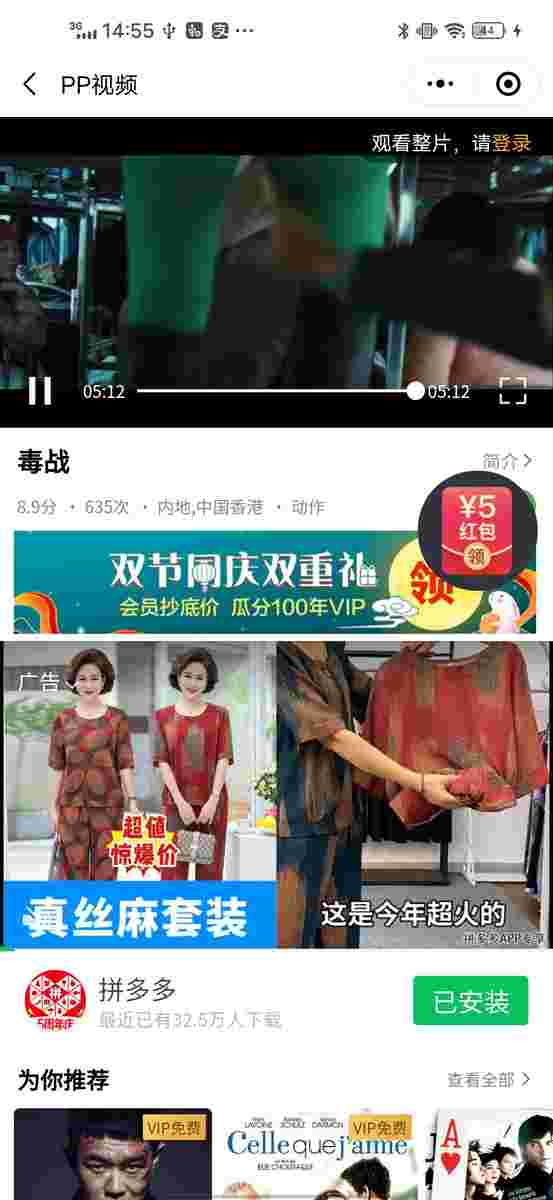 3G 14:55 44
PP视频
观看整片，请登录
05:12 05:12
毒战
简介
8.9分 · 635次 · 内地,中国香港 · 动作
¥5
红包
领
双节同庆双重礼
会员抄底价 瓜分100年VIP
领
广告
超值
惊爆价
真丝麻套装
这是今年超火的
拼多多APP专享
拼多多
最近已有32.5万人下载
已安装
5周年庆
为你推荐
查看全部
VIP免费
VIP免费
Celle que j'aime
A